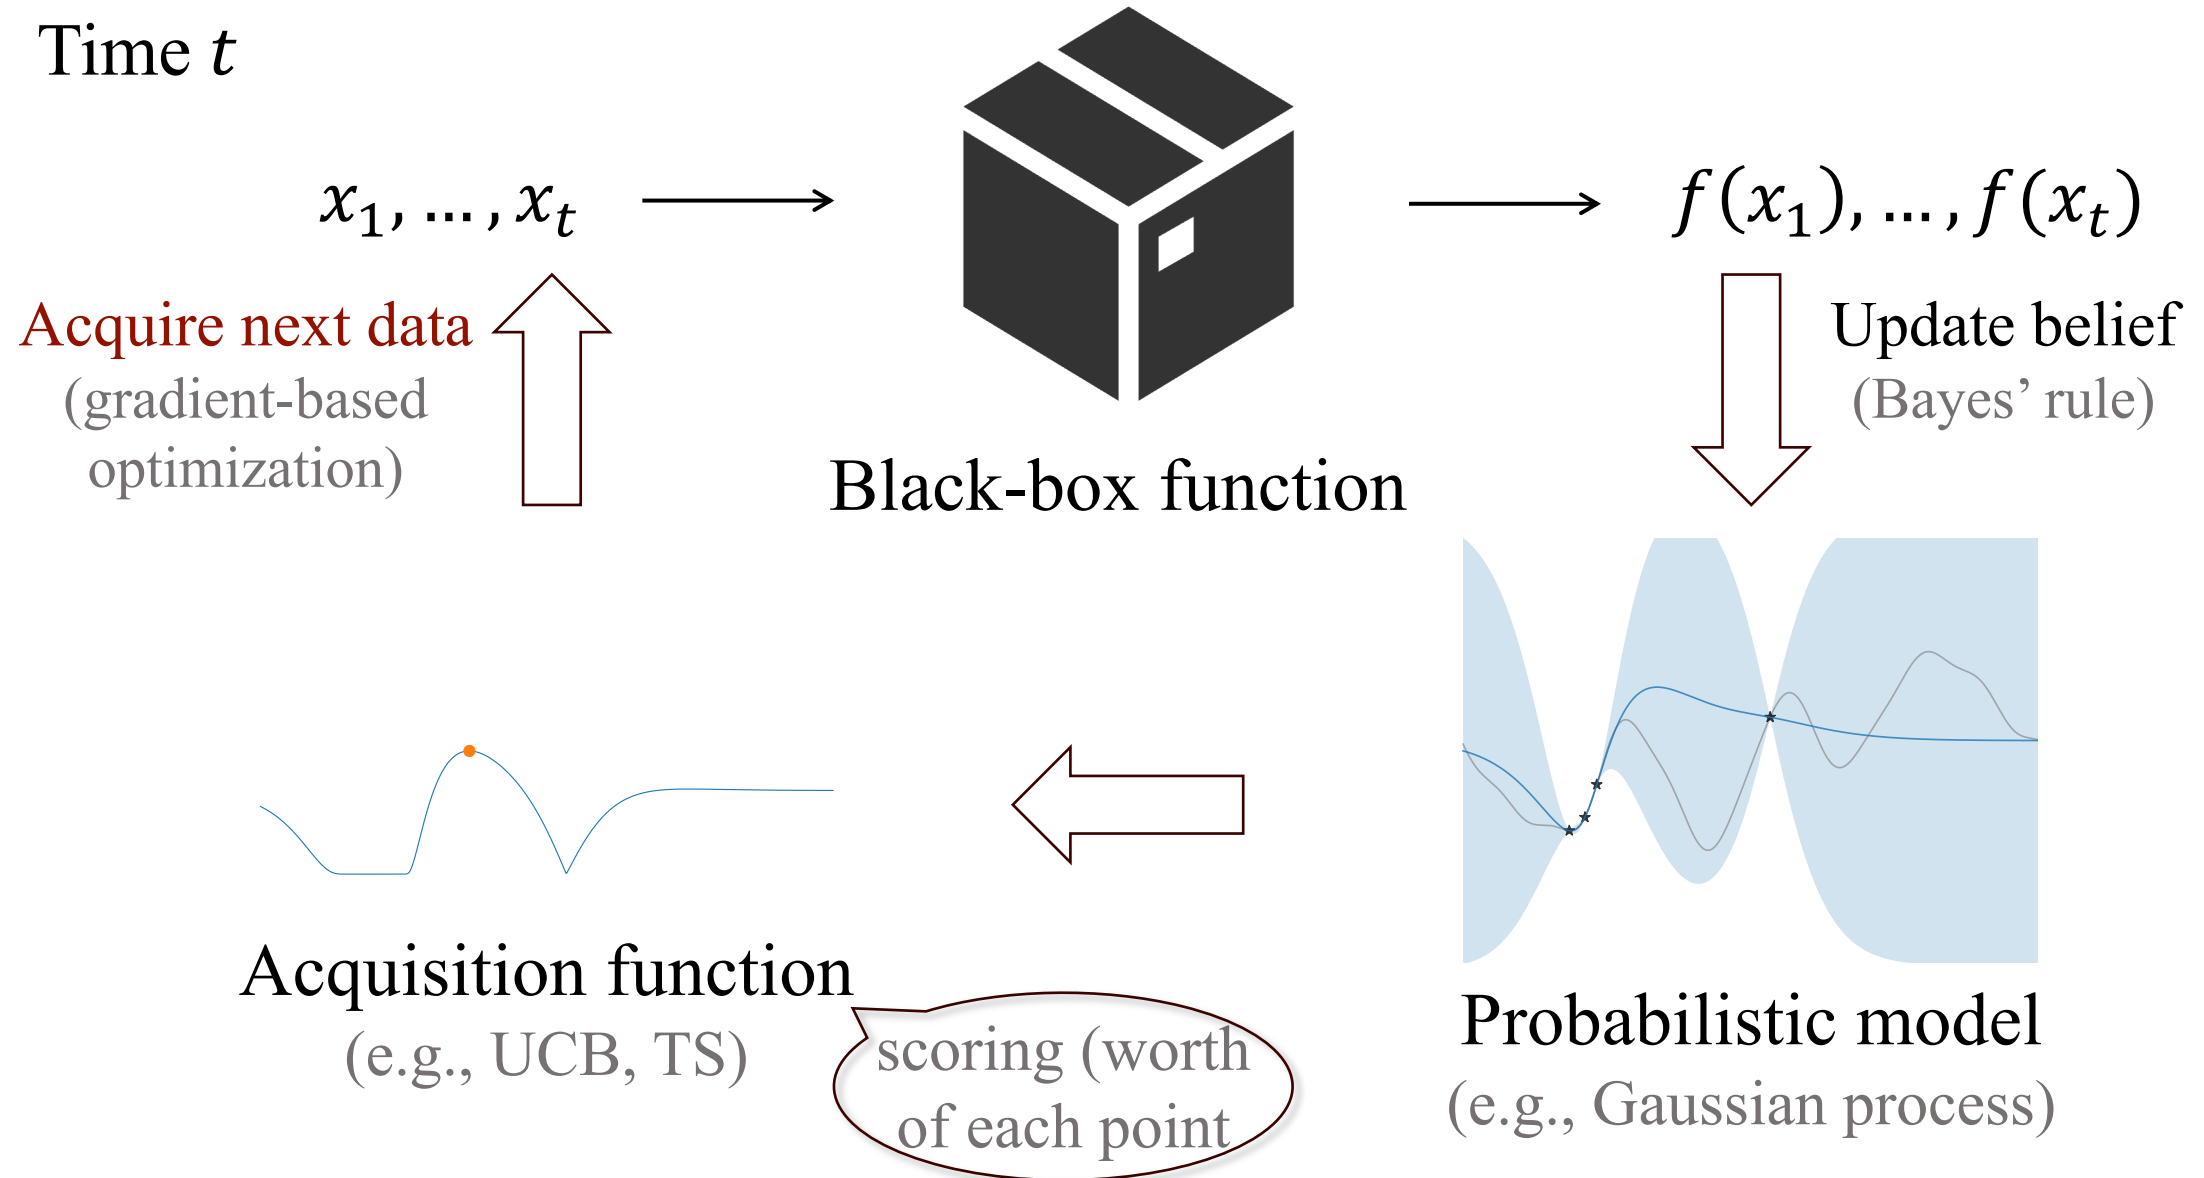 Time t
x₁, … , xₜ
f(x₁), … , f(xₜ)
Acquire next data
(gradient-based
optimization)
Update belief
(Bayes’ rule)
Black-box function
Acquisition function
(e.g., UCB, TS)
scoring (worth
of each point
Probabilistic model
(e.g., Gaussian process)